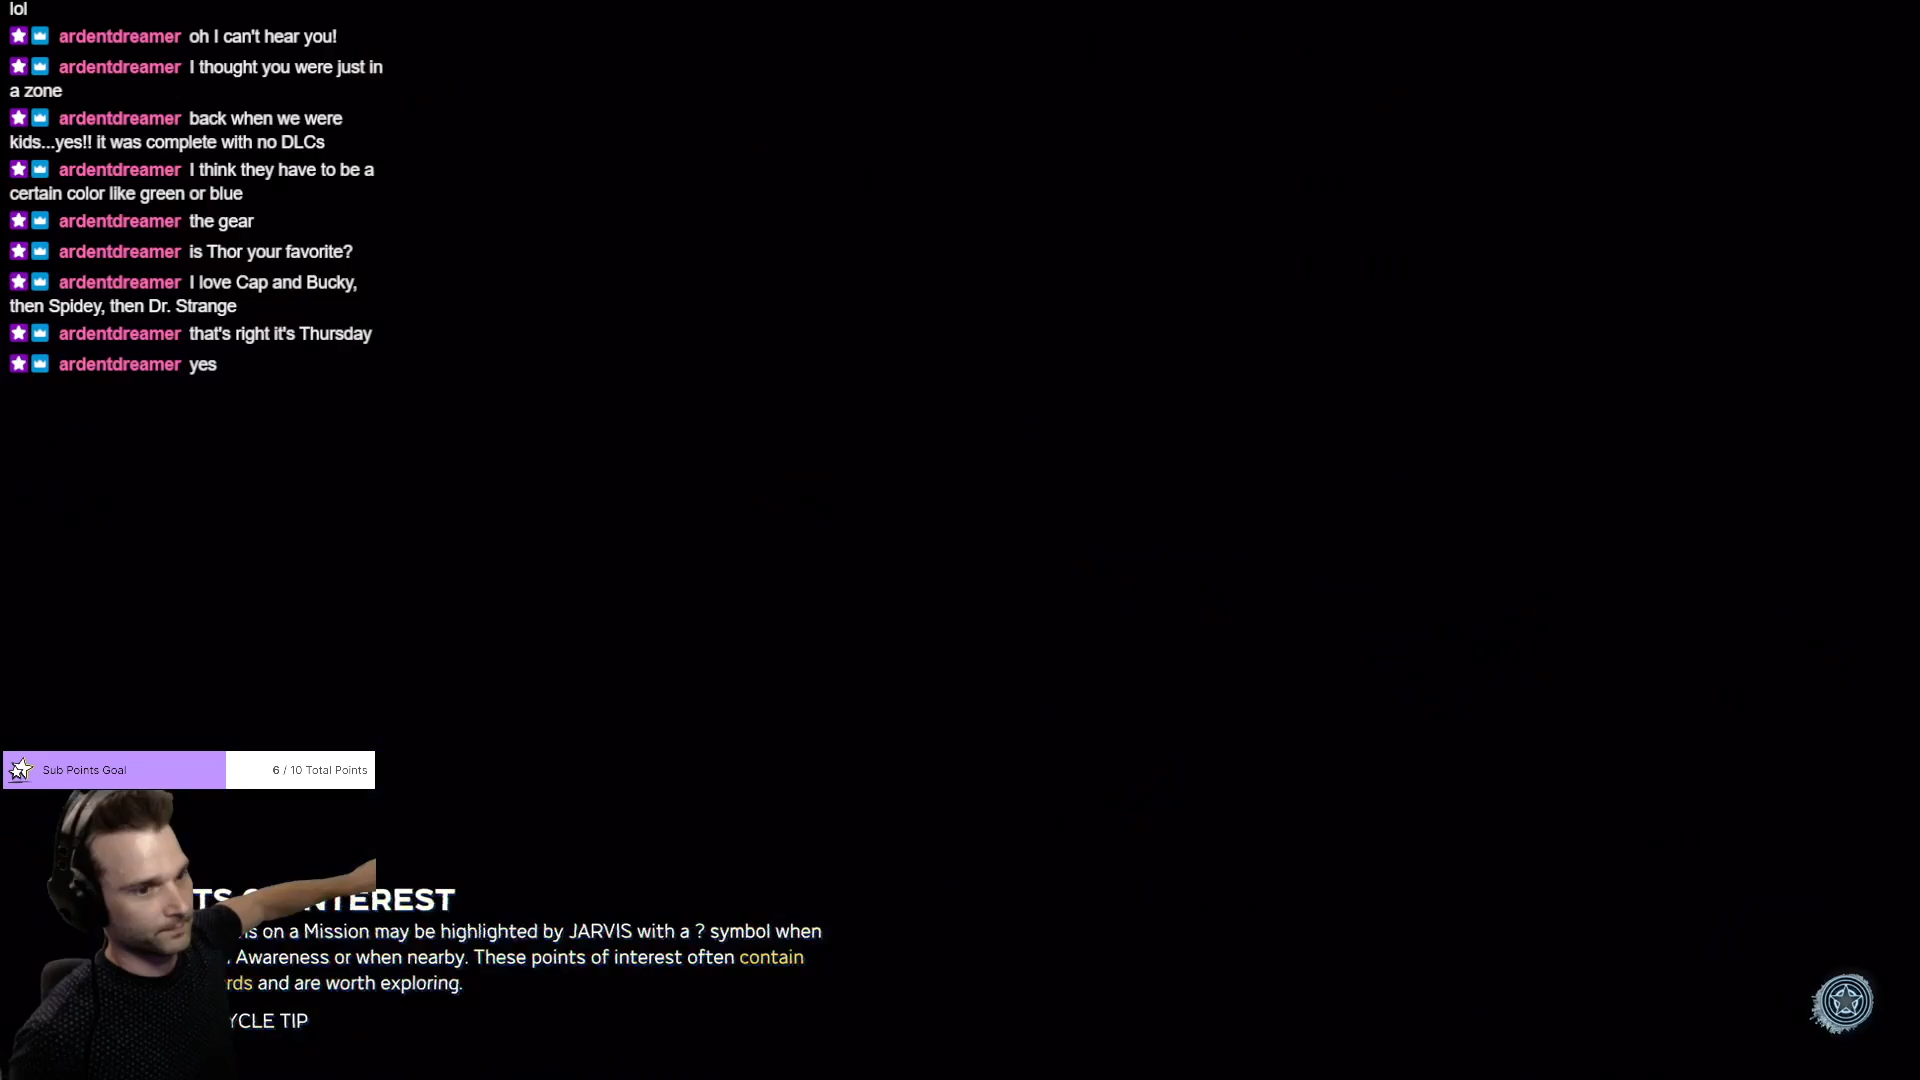 lol
ardentdreamer oh I can't hear you!
ardentdreamer I thought you were just in
a zone
ardentdreamer back when we were
kids...yes!! it was complete with no DLCs
ardentdreamer I think they have to be a
certain color like green or blue
ardentdreamer the gear
ardentdreamer is Thor your favorite?
ardentdreamer I love Cap and Bucky,
then Spidey, then Dr. Strange
ardentdreamer that's right it's Thursday
ardentdreamer yes
Sub Points Goal 6 / 10 Total Points
INTEREST
on a Mission may be highlighted by JARVIS with a ? symbol when
Awareness or when nearby. These points of interest often contain
and are worth exploring.
TIP